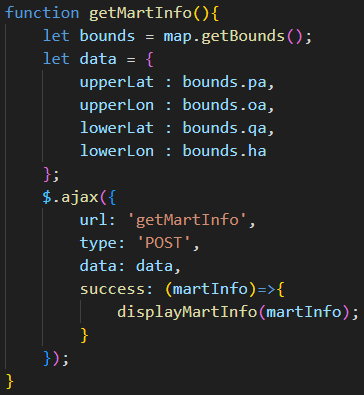 function getMartInfo(){
    let bounds = map.getBounds();
    let data = {
        upperLat : bounds.pa,
        upperLon : bounds.oa,
        lowerLat : bounds.qa,
        lowerLon : bounds.ha
    };
    $.ajax({
        url: 'getMartInfo',
        type: 'POST',
        data: data,
        success: (martInfo)=>{
            displayMartInfo(martInfo);
        }
    });
}